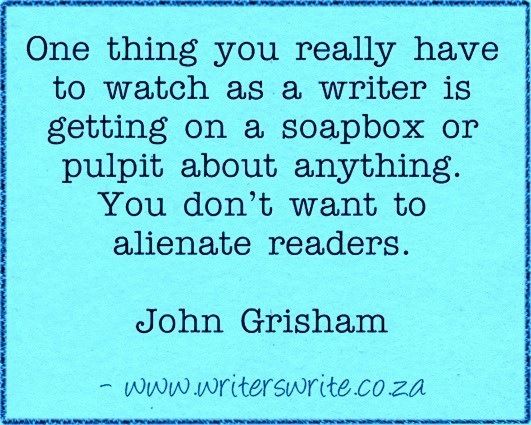 One thing you really have
to watch as a writer is
getting on a soapbox or
pulpit about anything.
You don't want to
alienate readers.
John Grisham
- www.writerswrite.co.za